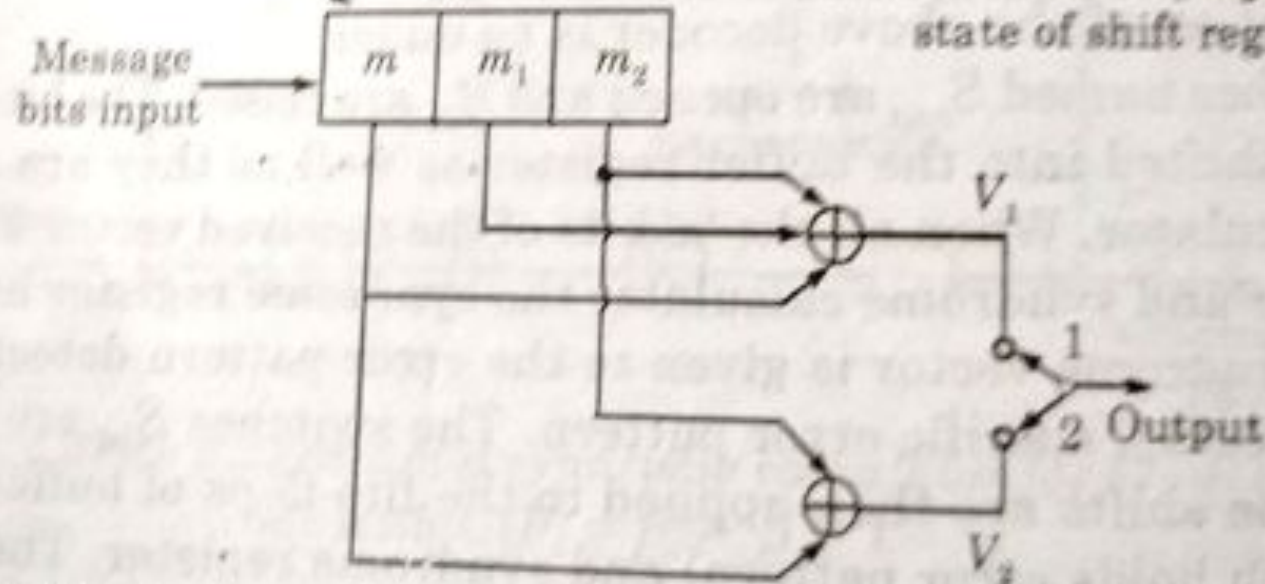 state of shift reg
Message
bits input
m m₁ m₂
V₁
1
2 Output
V₂